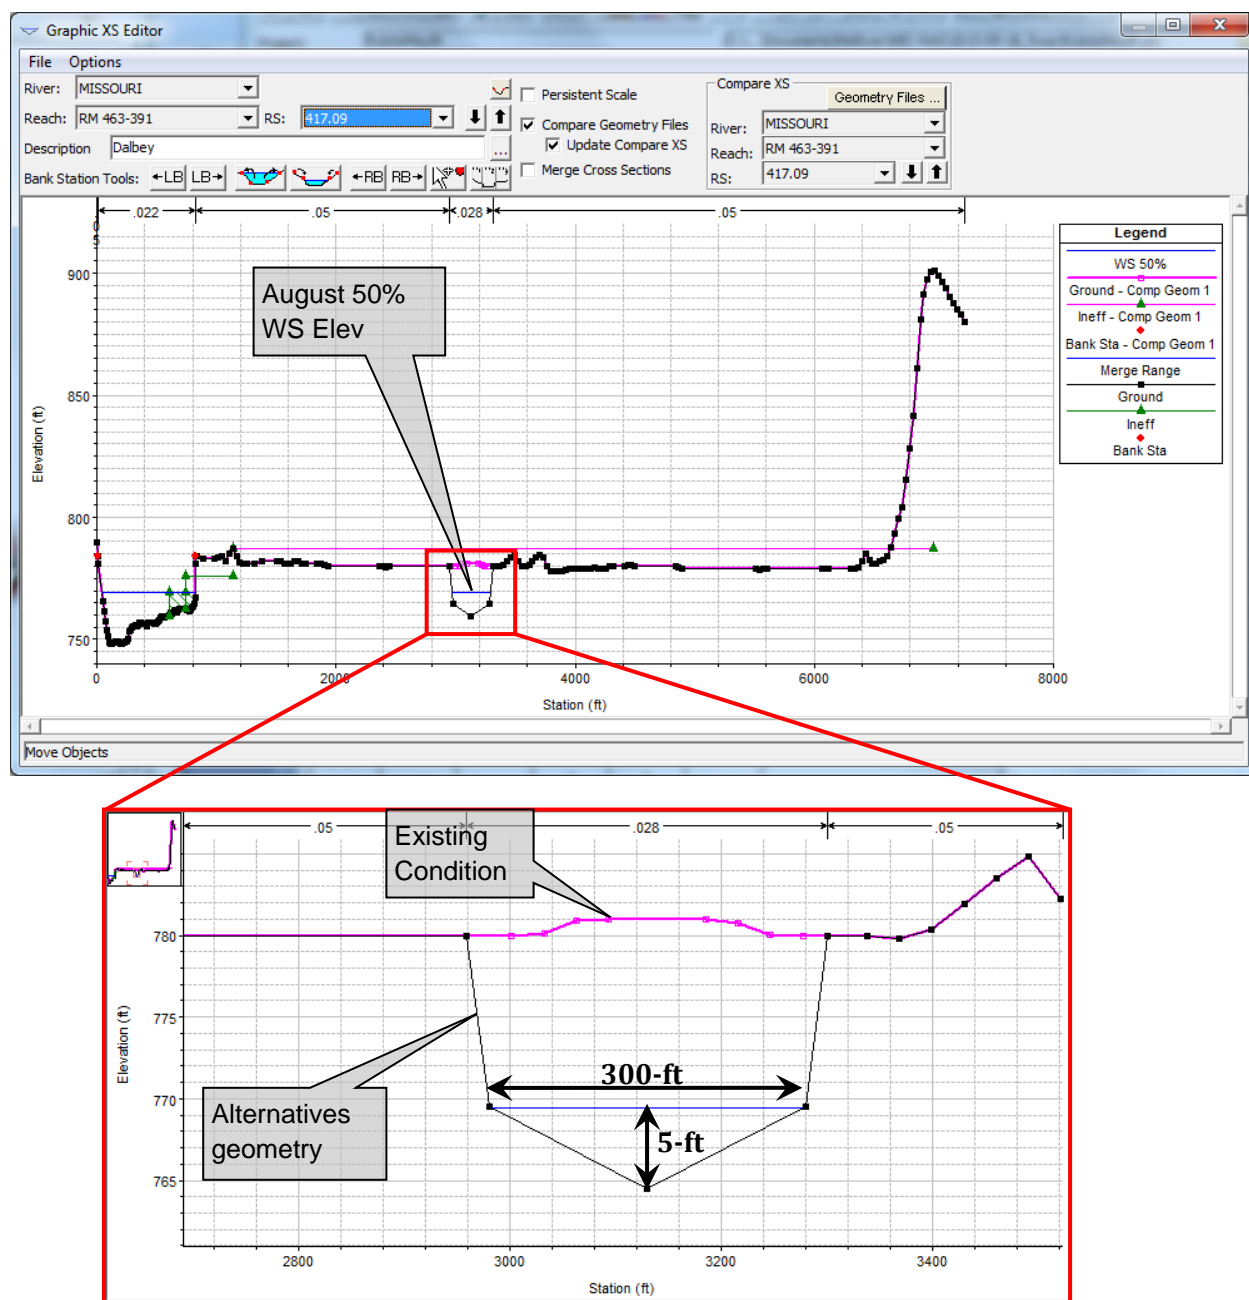 Graphic XS Editor
File Options
River: MISSOURI
Reach: RM 463-391 RS: 417.09
Description Dalbey ...
Bank Station Tools: +LB LB+ +RB RB+
Persistent Scale
Compare Geometry Files
Update Compare XS
Merge Cross Sections
Compare XS
Geometry Files ...
River: MISSOURI
Reach: RM 463-391
RS: 417.09
.022 .05 .028 .05
Legend
WS 50%
Ground - Comp Geom 1
Ineff - Comp Geom 1
Bank Sta - Comp Geom 1
Merge Range
Ground
Ineff
Bank Sta
August 50%
WS Elev
900
850
800
750
Elevation (ft)
0 2000 4000 6000 8000
Station (ft)
Move Objects
.05 .028 .05
Existing
Condition
780
775
770
765
Elevation (ft)
300-ft
5-ft
Alternatives
geometry
2800 3000 3200 3400
Station (ft)